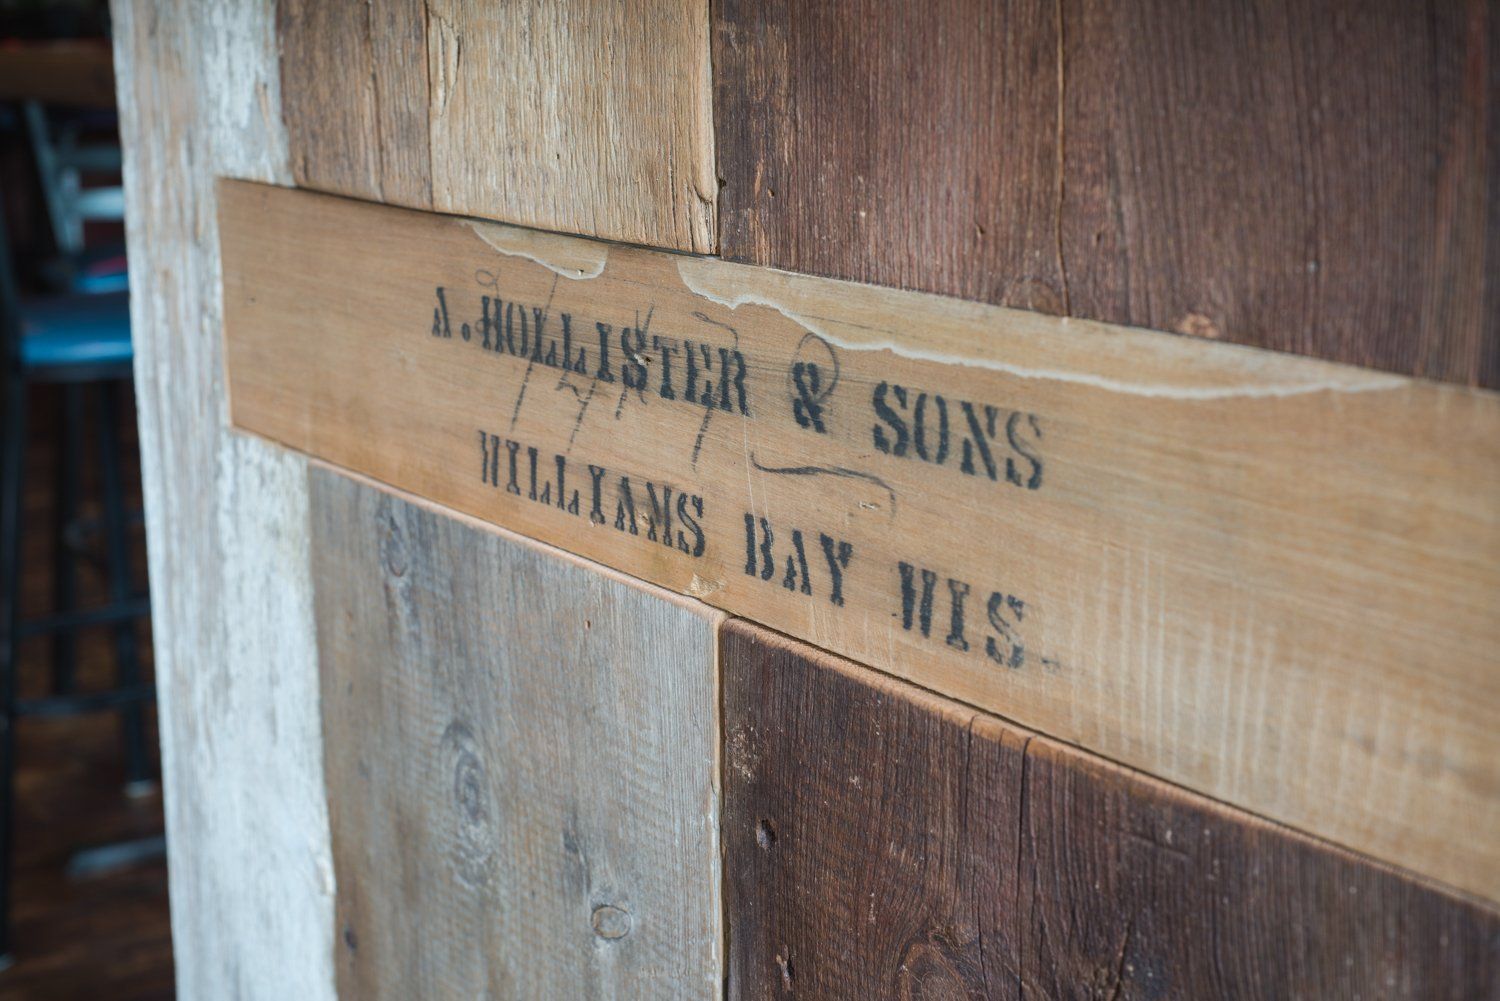 A. HOLLISTER & SONS
WILLIAMS BAY WIS.